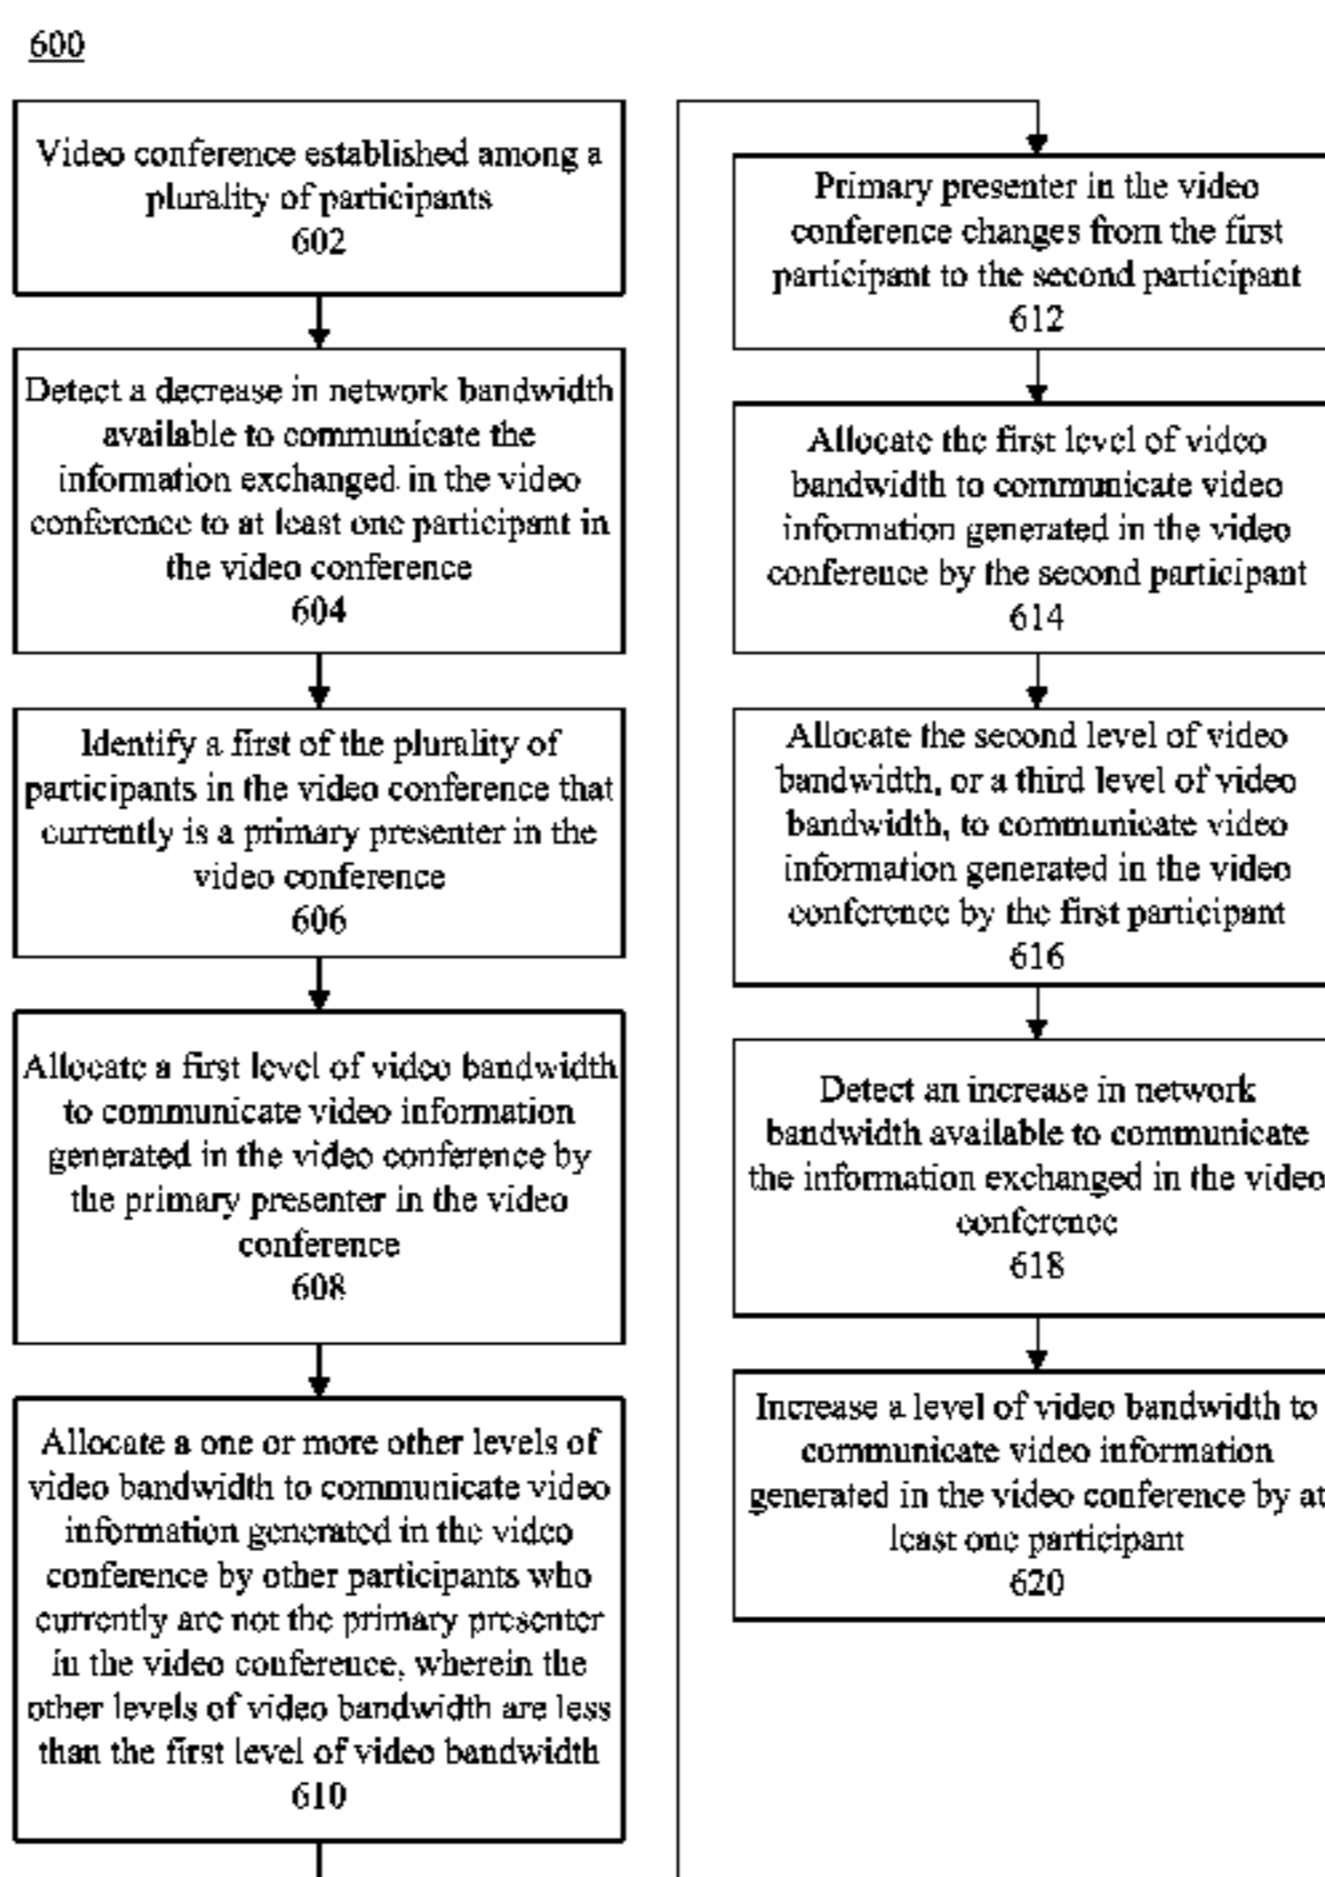 600
Video conference established among a
plurality of participants
602
Detect a decrease in network bandwidth
available to communicate the
information exchanged in the video
conference to at least one participant in
the video conference
604
Identify a first of the plurality of
participants in the video conference that
currently is a primary presenter in the
video conference
606
Allocate a first level of video bandwidth
to communicate video information
generated in the video conference by
the primary presenter in the video
conference
608
Allocate a one or more other levels of
video bandwidth to communicate video
information generated in the video
conference by other participants who
currently are not the primary presenter
in the video conference, wherein the
other levels of video bandwidth are less
than the first level of video bandwidth
610
Primary presenter in the video
conference changes from the first
participant to the second participant
612
Allocate the first level of video
bandwidth to communicate video
information generated in the video
conference by the second participant
614
Allocate the second level of video
bandwidth, or a third level of video
bandwidth, to communicate video
information generated in the video
conference by the first participant
616
Detect an increase in network
bandwidth available to communicate
the information exchanged in the video
conference
618
Increase a level of video bandwidth to
communicate video information
generated in the video conference by at
least one participant
620